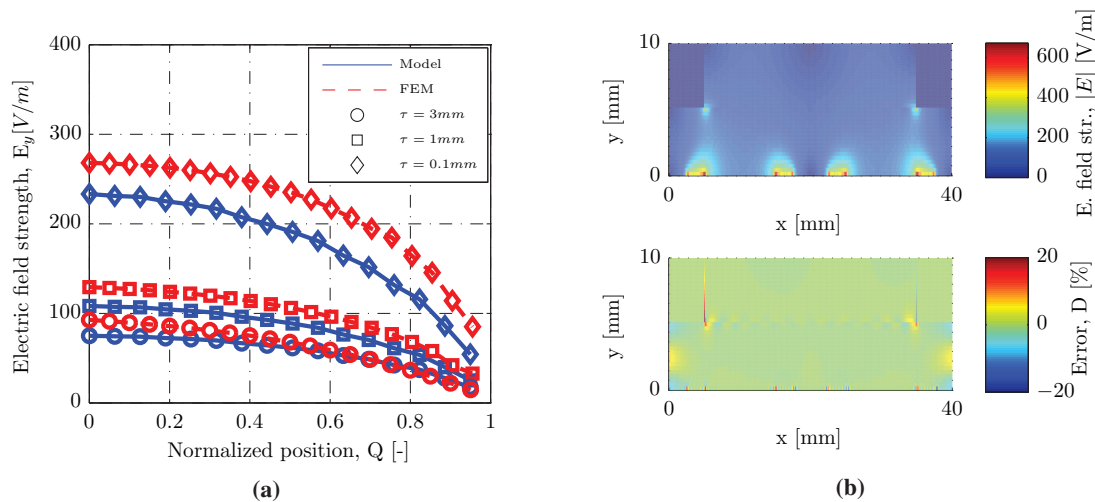 400
300
200
100
0
0
0.2
0.4
0.6
0.8
1
Electric field strength, E_y[V/m]
Normalized position, Q [-]
Model
FEM
τ = 3mm
τ = 1mm
τ = 0.1mm
(a)
10
0
0
40
y [mm]
x [mm]
600
400
200
0
E. field str., |E| [V/m]
10
0
0
40
y [mm]
x [mm]
20
0
−20
Error, D [%]
(b)